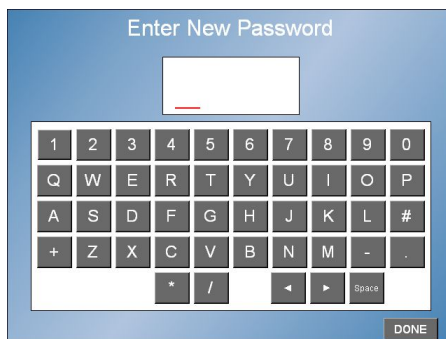 Enter New Password
1 2 3 4 5 6 7 8 9 0
Q W E R T Y U I O P
A S D F G H J K L #
+ Z X C V B N M - .
* / ◄ ► Space
DONE